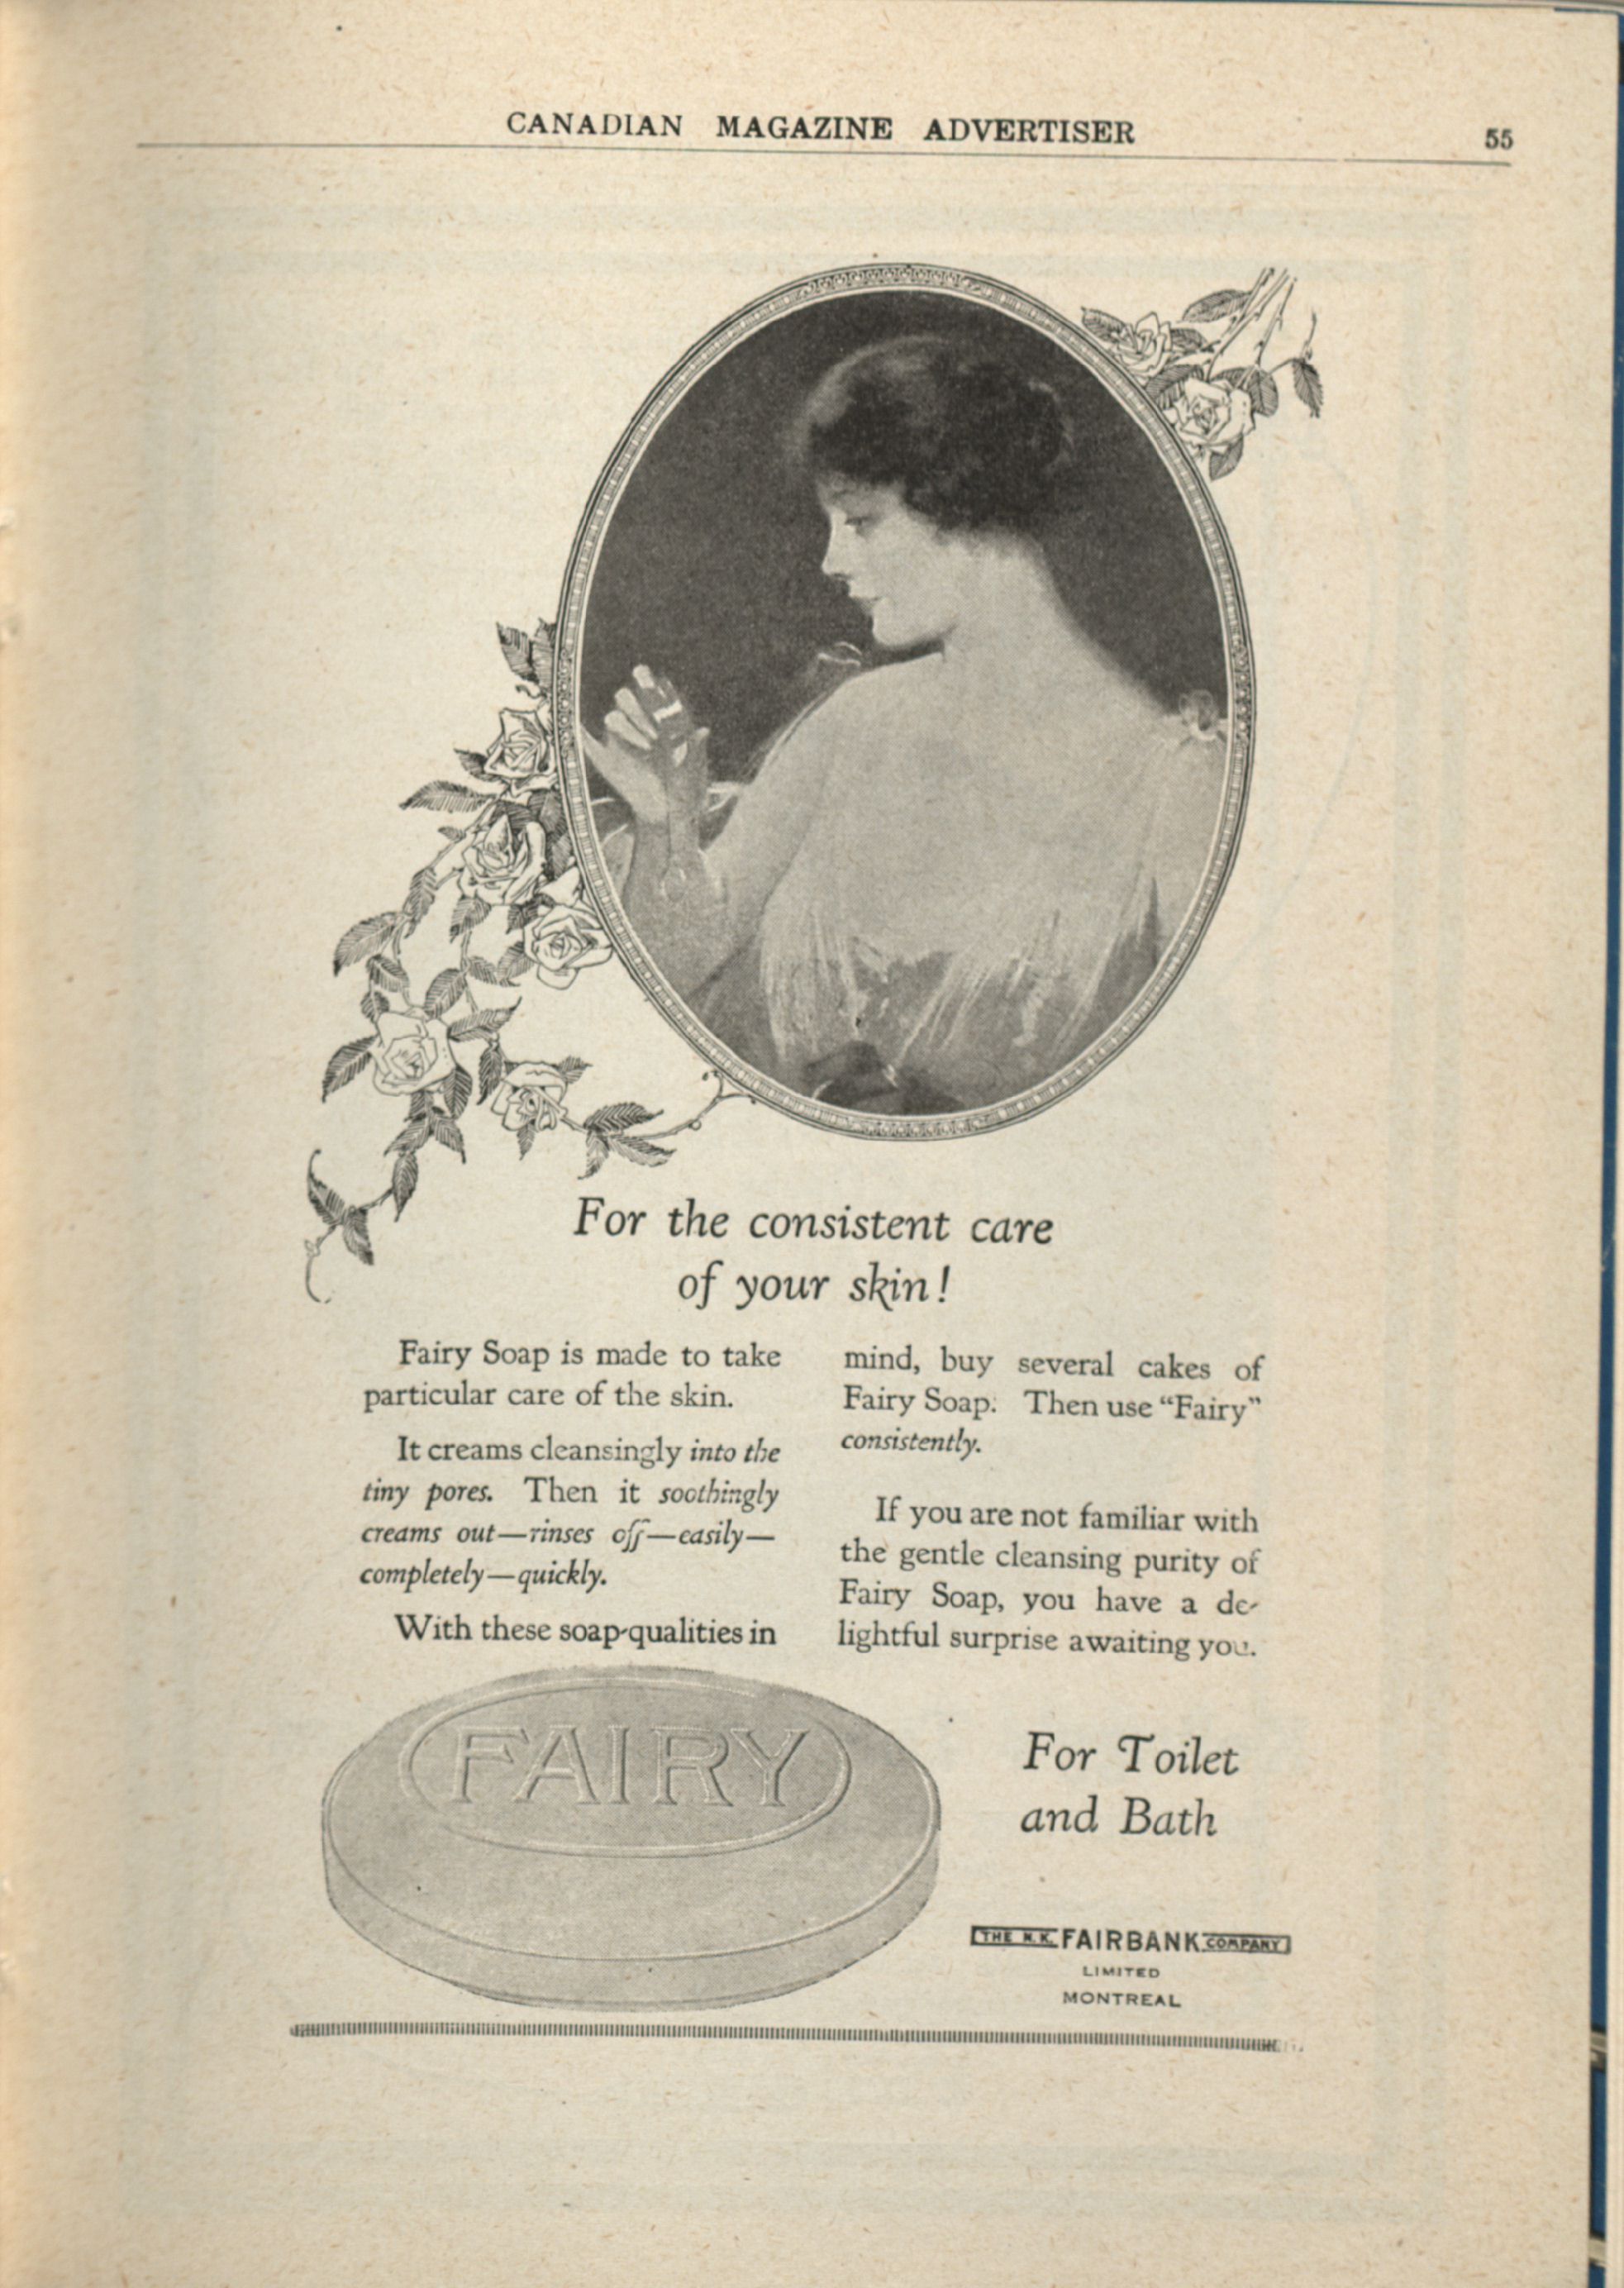 CANADIAN MAGAZINE ADVERTISER 55
For the consistent care
of your skin!
Fairy Soap is made to take
particular care of the skin.
It creams cleansingly into the
tiny pores. Then it soothingly
creams out—rinses off—easily—
completely—quickly.
With these soap-qualities in
mind, buy several cakes of
Fairy Soap. Then use “Fairy”
consistently.
If you are not familiar with
the gentle cleansing purity of
Fairy Soap, you have a de-
lightful surprise awaiting you.
FAIRY
For Toilet
and Bath
THE N.K. FAIRBANK COMPANY
LIMITED
MONTREAL